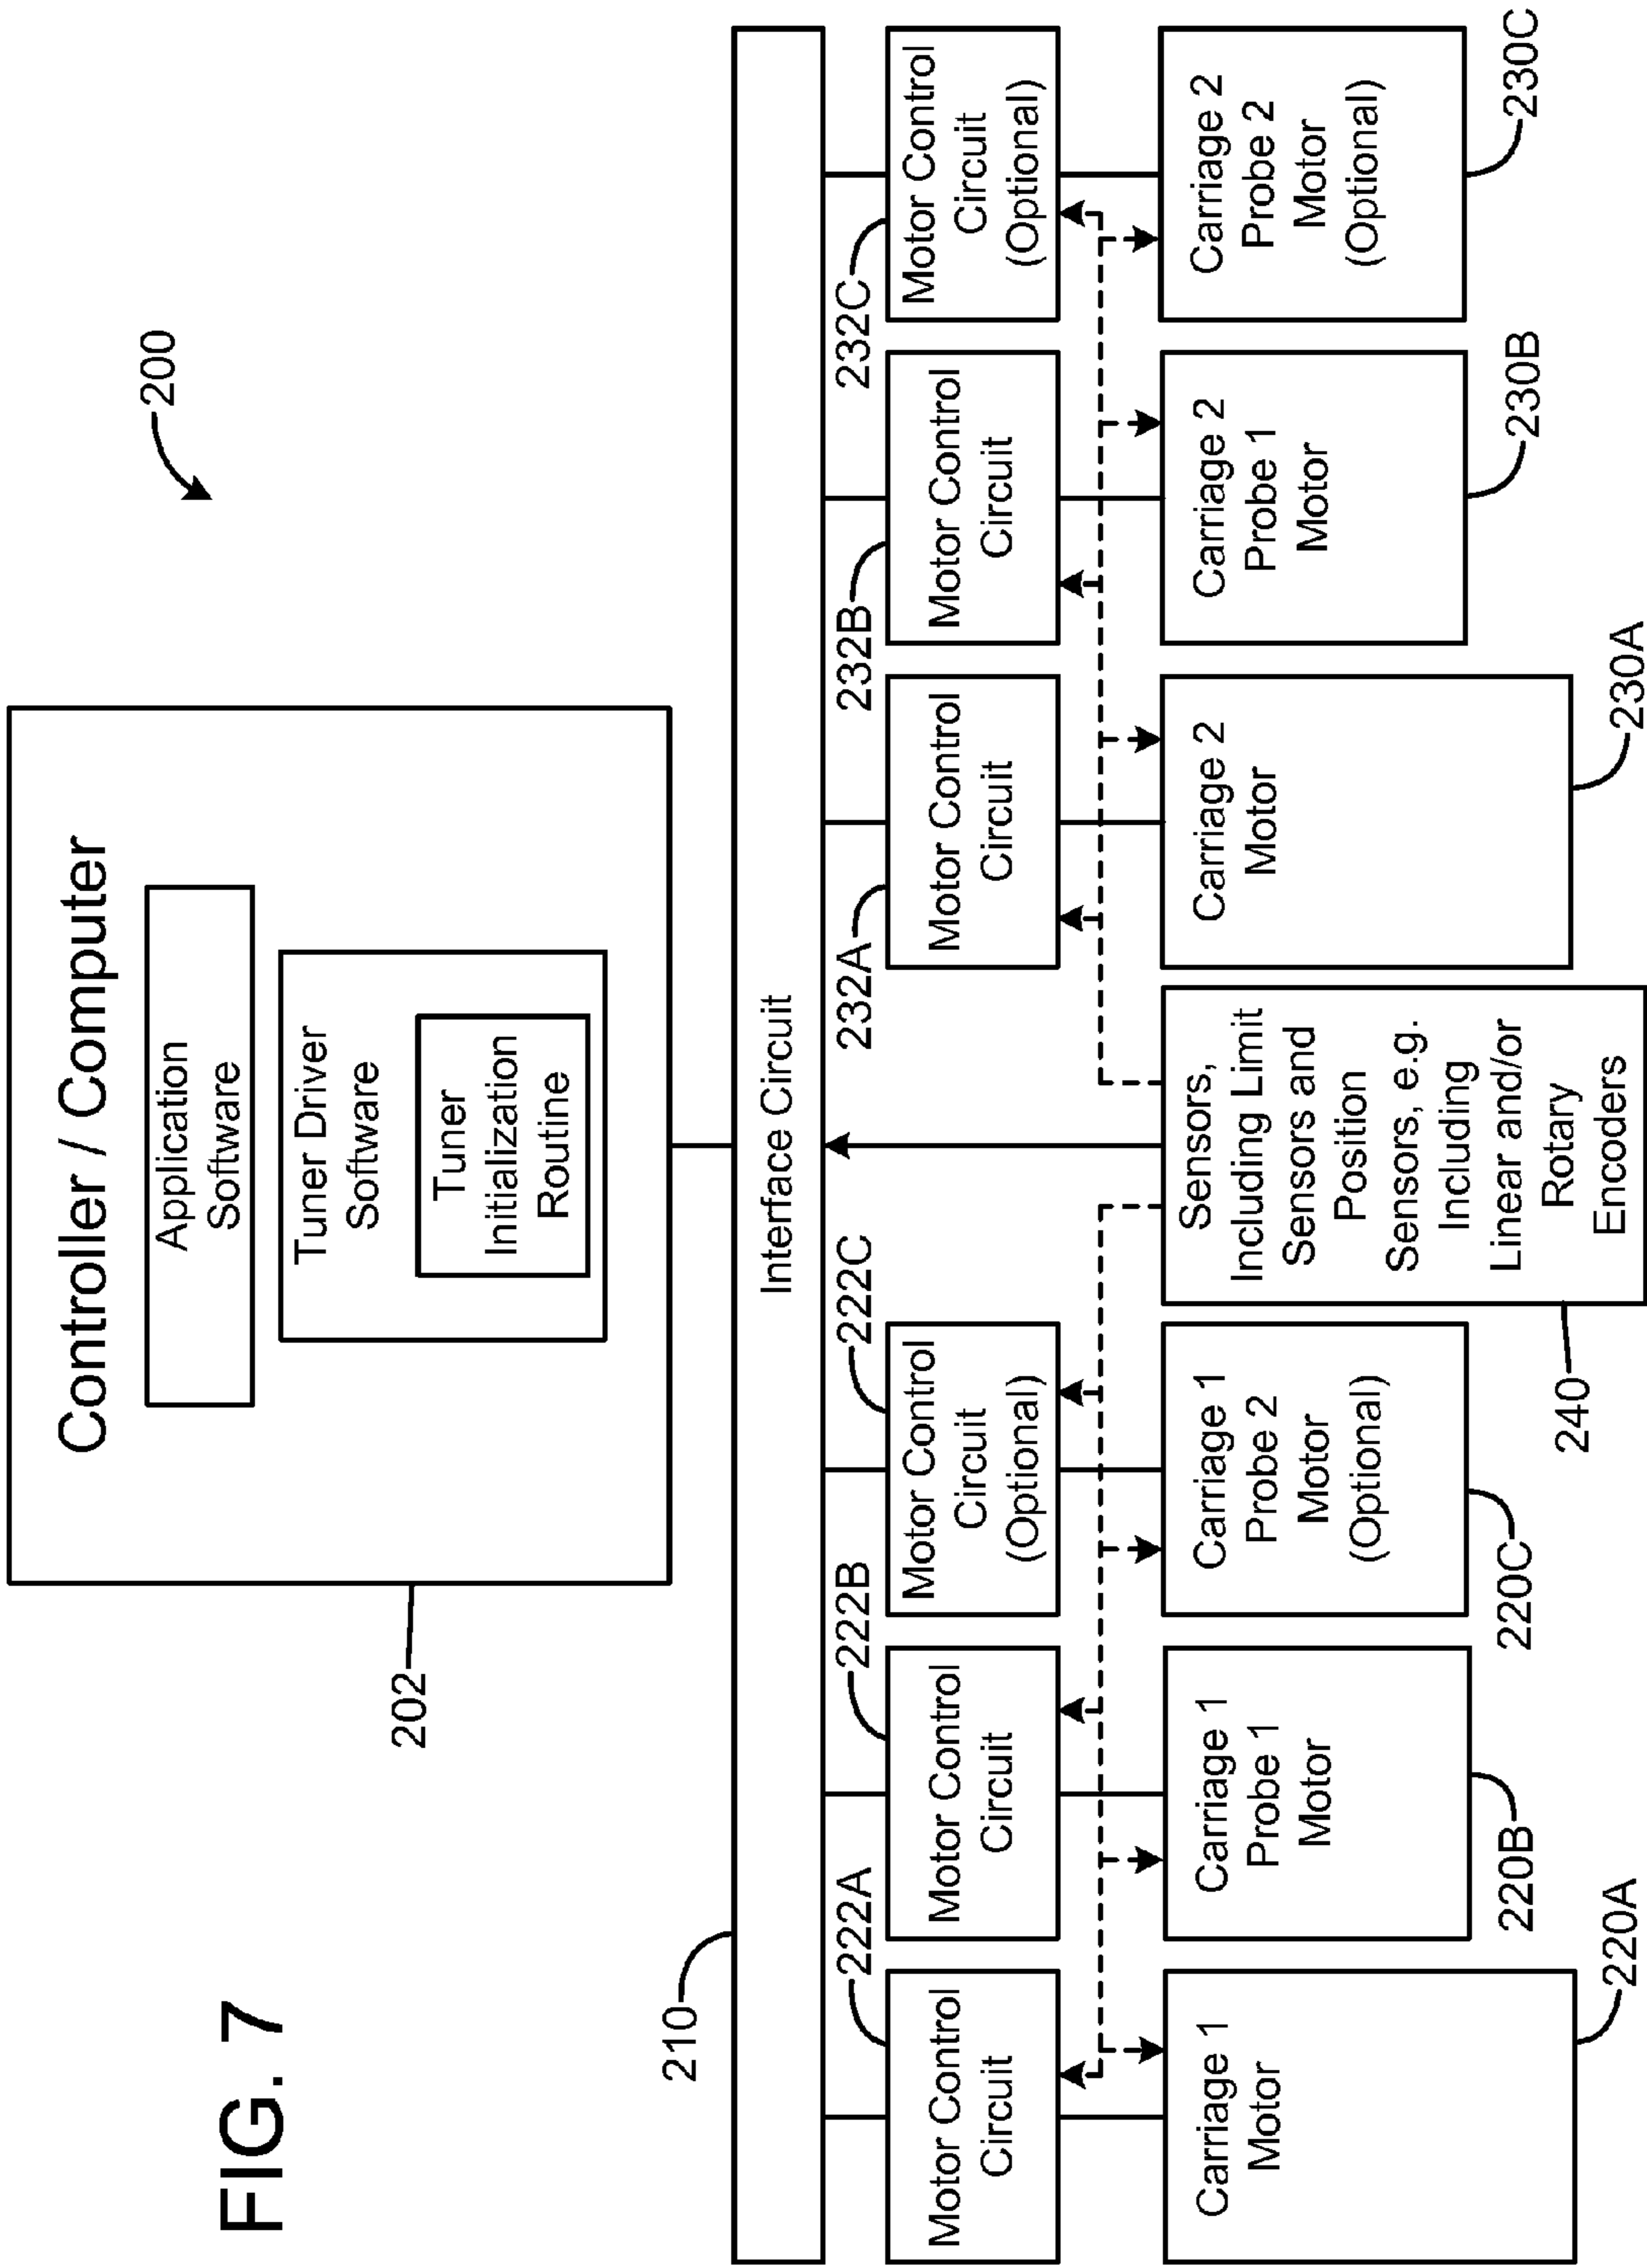 FIG. 7
200
Controller / Computer
Application
Software
Tuner Driver
Software
Tuner
Initialization
Routine
202
210
Interface Circuit
222A
222B
222C
232A
232B
232C
Motor Control
Circuit
Motor Control
Circuit
Motor Control
Circuit
(Optional)
Motor Control
Circuit
Motor Control
Circuit
Motor Control
Circuit
(Optional)
Carriage 1
Motor
Carriage 1
Probe 1
Motor
Carriage 1
Probe 2
Motor
(Optional)
Sensors,
Including Limit
Sensors and
Position
Sensors, e.g.
Including
Linear and/or
Rotary
Encoders
Carriage 2
Motor
Carriage 2
Probe 1
Motor
Carriage 2
Probe 2
Motor
(Optional)
220A
220B
220C
240
230A
230B
230C